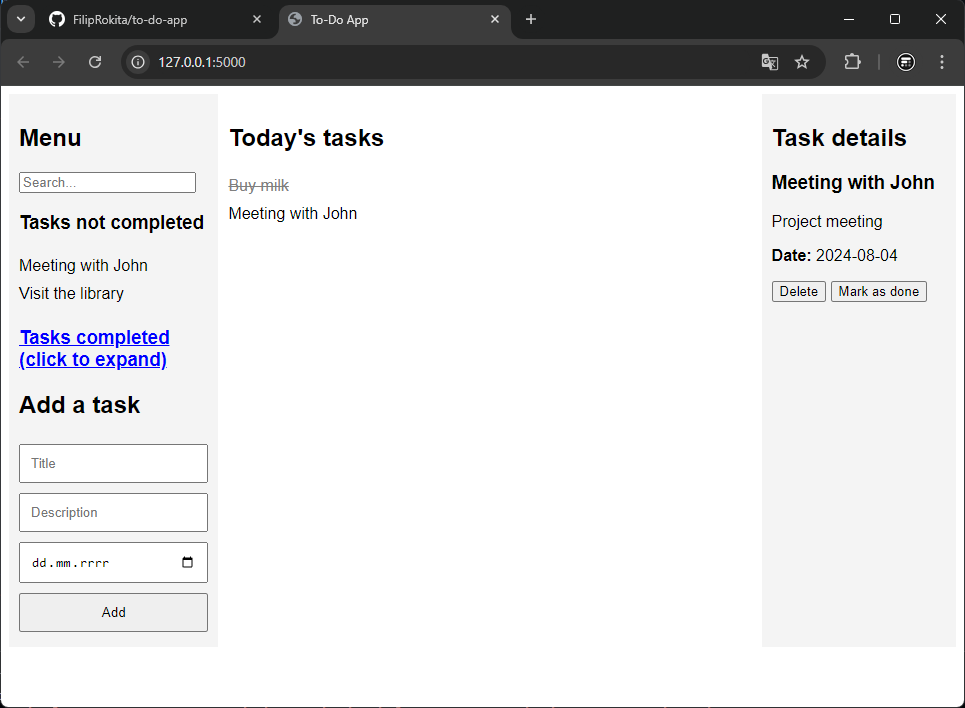 FilipRokita/to-do-app
To-Do App
127.0.0.1:5000
Menu
Search...
Tasks not completed
Meeting with John
Visit the library
Tasks completed
(click to expand)
Add a task
Title
Description
dd.mm.rrrr
Add
Today's tasks
Buy milk
Meeting with John
Task details
Meeting with John
Project meeting
Date: 2024-08-04
Delete Mark as done